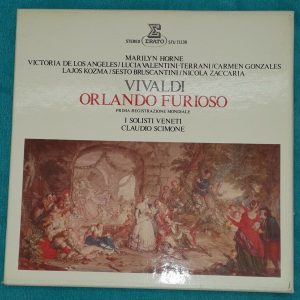 E
ERATO
STEREO STU 71138
MARILYN HORNE
VICTORIA DE LOS ANGELES/LUCIA VALENTINI-TERRANI/CARMEN GONZALES
LAJOS KOZMA/SESTO BRUSCANTINI/NICOLA ZACCARIA
VIVALDI
ORLANDO FURIOSO
PRIMA REGISTRAZIONE MONDIALE
I SOLISTI VENETI
CLAUDIO SCIMONE